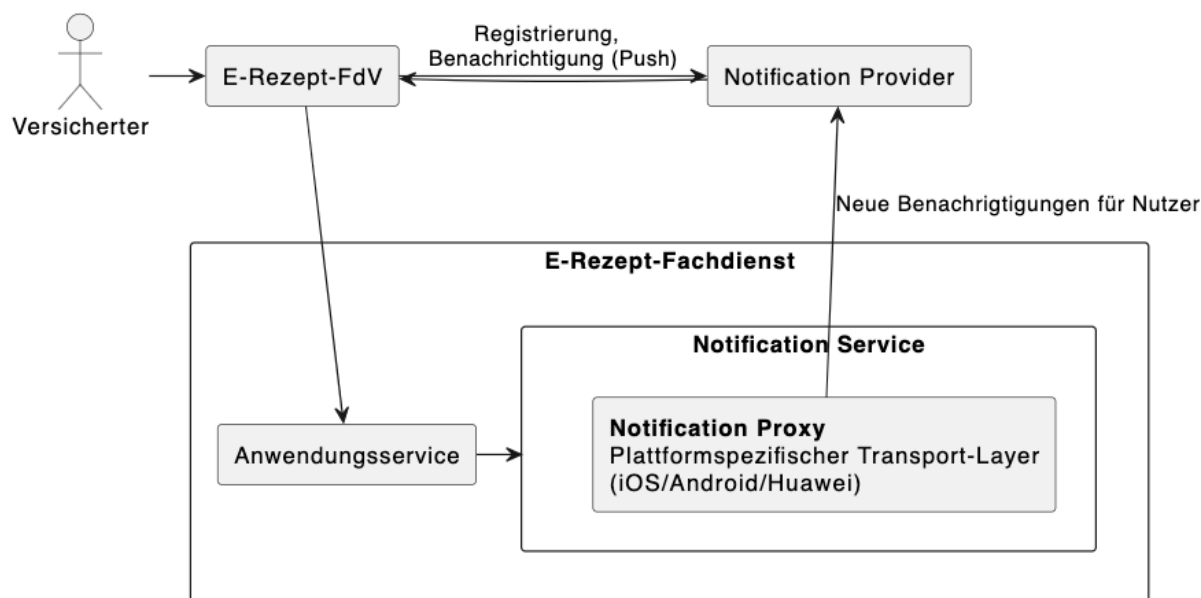 Registrierung,
Benachrichtigung (Push)
E-Rezept-FdV
Notification Provider
Versicherter
Neue Benachrigtigungen für Nutzer
E-Rezept-Fachdienst
Notification Service
Notification Proxy
Plattformspezifischer Transport-Layer
(iOS/Android/Huawei)
Anwendungsservice